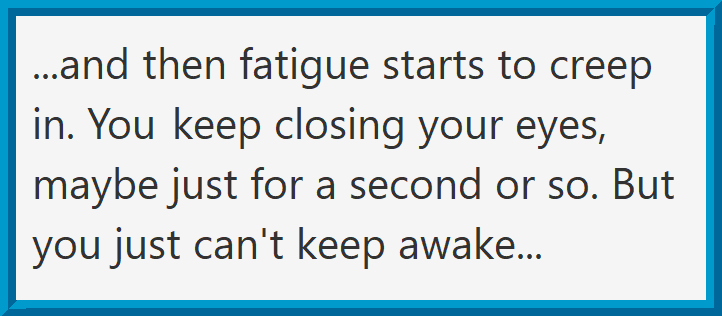 ...and then fatigue starts to creep
in. You keep closing your eyes,
maybe just for a second or so. But
you just can't keep awake...